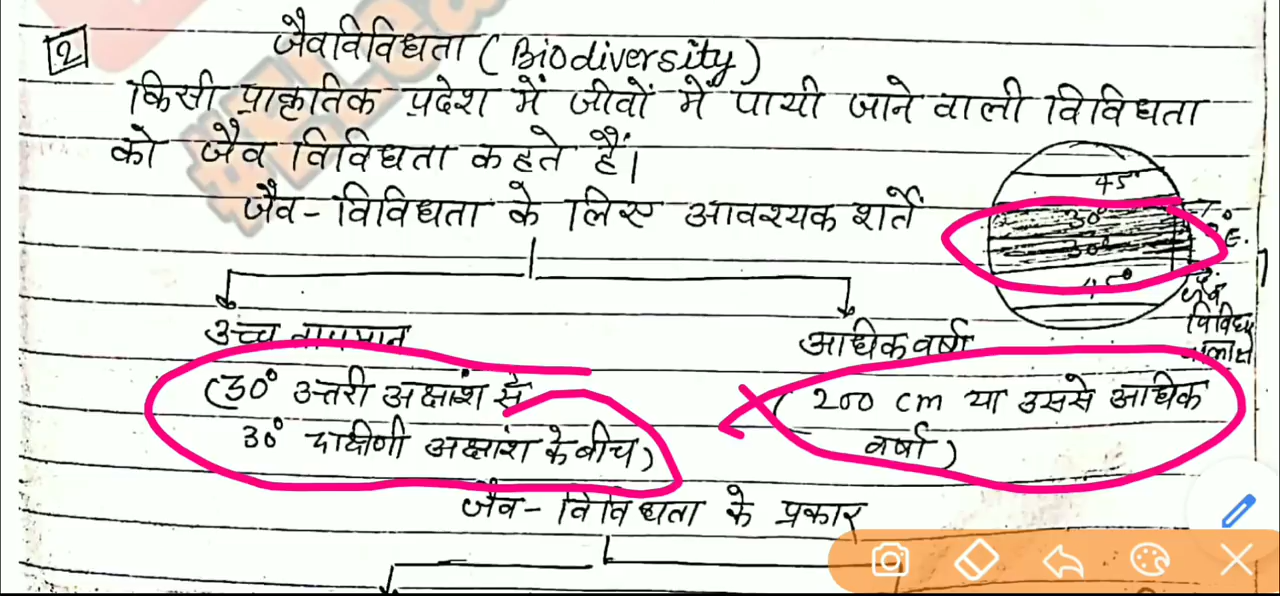 2 जैवविविधता (Biodiversity)
किसी प्राकृतिक प्रदेश में जीवों में पायी जाने वाली विविधता
को जैव विविधता कहते हैं।
जैव-विविधता के लिए आवश्यक शर्तें
45°
30°
30°
45°
उच्च तापमान
अधिक वर्षा
(30° उत्तरी अक्षांश से
30° दक्षिणी अक्षांश के बीच)
(200 cm या उससे अधिक
वर्षा)
जैव-विविधता के प्रकार